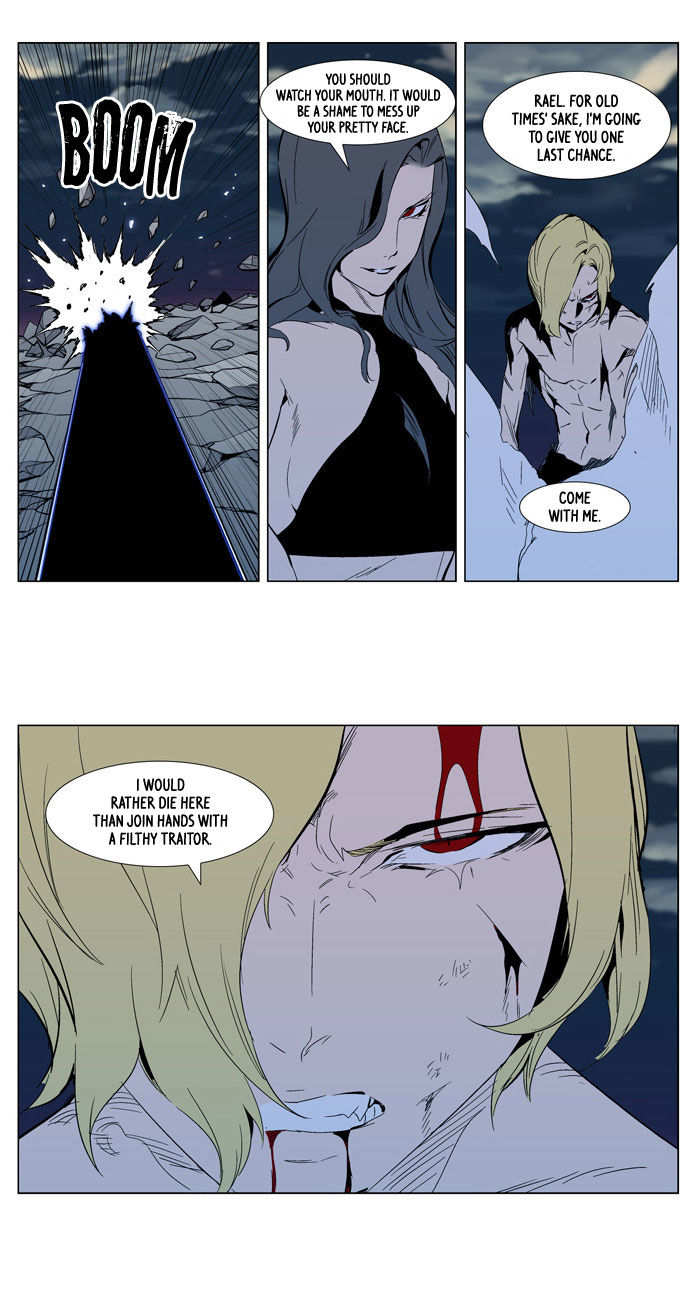 BOOM
YOU SHOULD
WATCH YOUR MOUTH. IT WOULD
BE A SHAME TO MESS UP
YOUR PRETTY FACE.
RAEL. FOR OLD
TIMES' SAKE, I'M GOING
TO GIVE YOU ONE
LAST CHANCE.
COME
WITH ME.
I WOULD
RATHER DIE HERE
THAN JOIN HANDS WITH
A FILTHY TRAITOR.